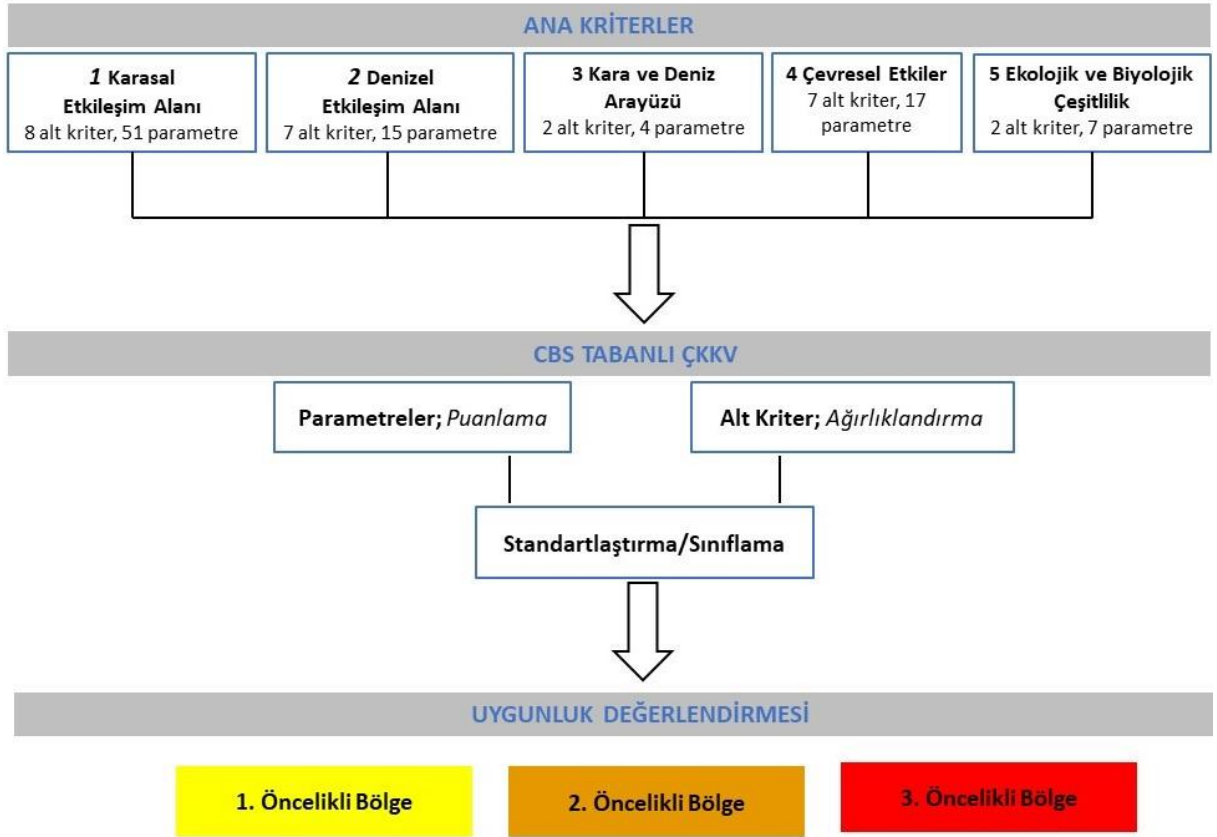 ANA KRİTERLER
1 Karasal
Etkileşim Alanı
8 alt kriter, 51 parametre
2 Denizel
Etkileşim Alanı
7 alt kriter, 15 parametre
3 Kara ve Deniz
Arayüzü
2 alt kriter, 4 parametre
4 Çevresel Etkiler
7 alt kriter, 17
parametre
5 Ekolojik ve Biyolojik
Çeşitlilik
2 alt kriter, 7 parametre
CBS TABANLI ÇKKV
Parametreler; Puanlama
Alt Kriter; Ağırlıklandırma
Standartlaştırma/Sınıflama
UYGUNLUK DEĞERLENDİRMESİ
1. Öncelikli Bölge
2. Öncelikli Bölge
3. Öncelikli Bölge